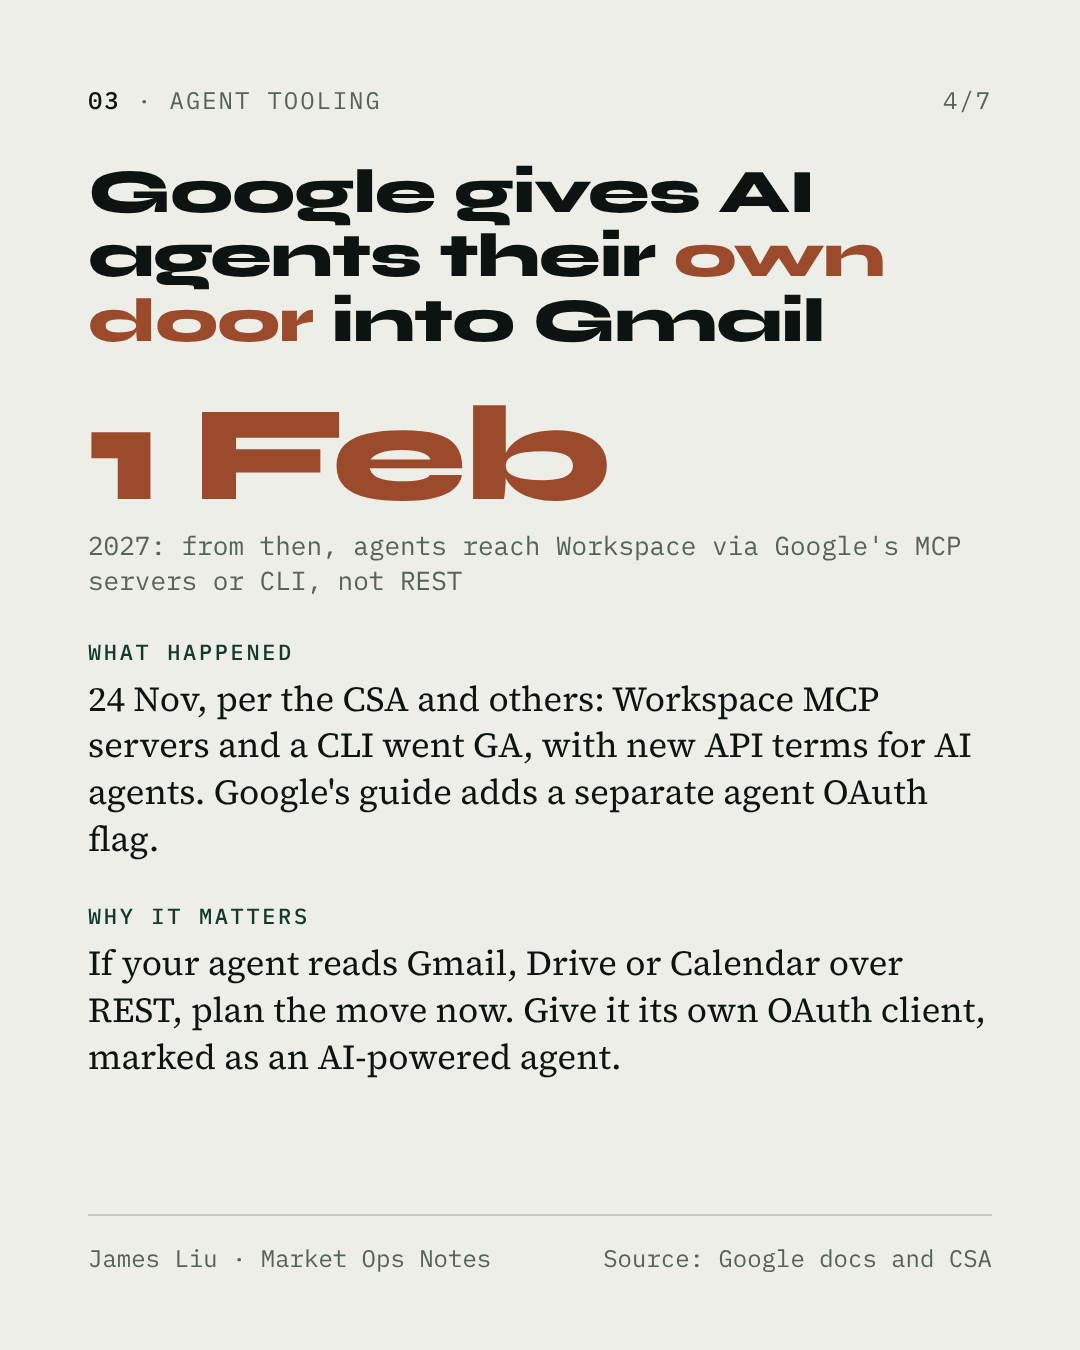 03 · AGENT TOOLING
4/7
Google gives AI
agents their own
door into Gmail
1 Feb
2027: from then, agents reach Workspace via Google's MCP
servers or CLI, not REST
WHAT HAPPENED
24 Nov, per the CSA and others: Workspace MCP
servers and a CLI went GA, with new API terms for AI
agents. Google's guide adds a separate agent OAuth
flag.
WHY IT MATTERS
If your agent reads Gmail, Drive or Calendar over
REST, plan the move now. Give it its own OAuth client,
marked as an AI-powered agent.
James Liu · Market Ops Notes
Source: Google docs and CSA